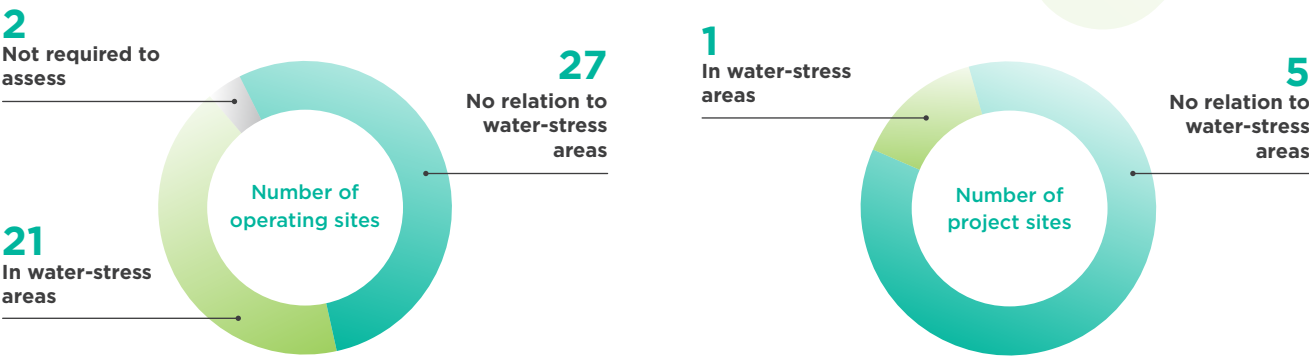 2
Not required to
assess
27
No relation to
water-stress
areas
Number of
operating sites
21
In water-stress
areas
1
In water-stress
areas
5
No relation to
water-stress
areas
Number of
project sites